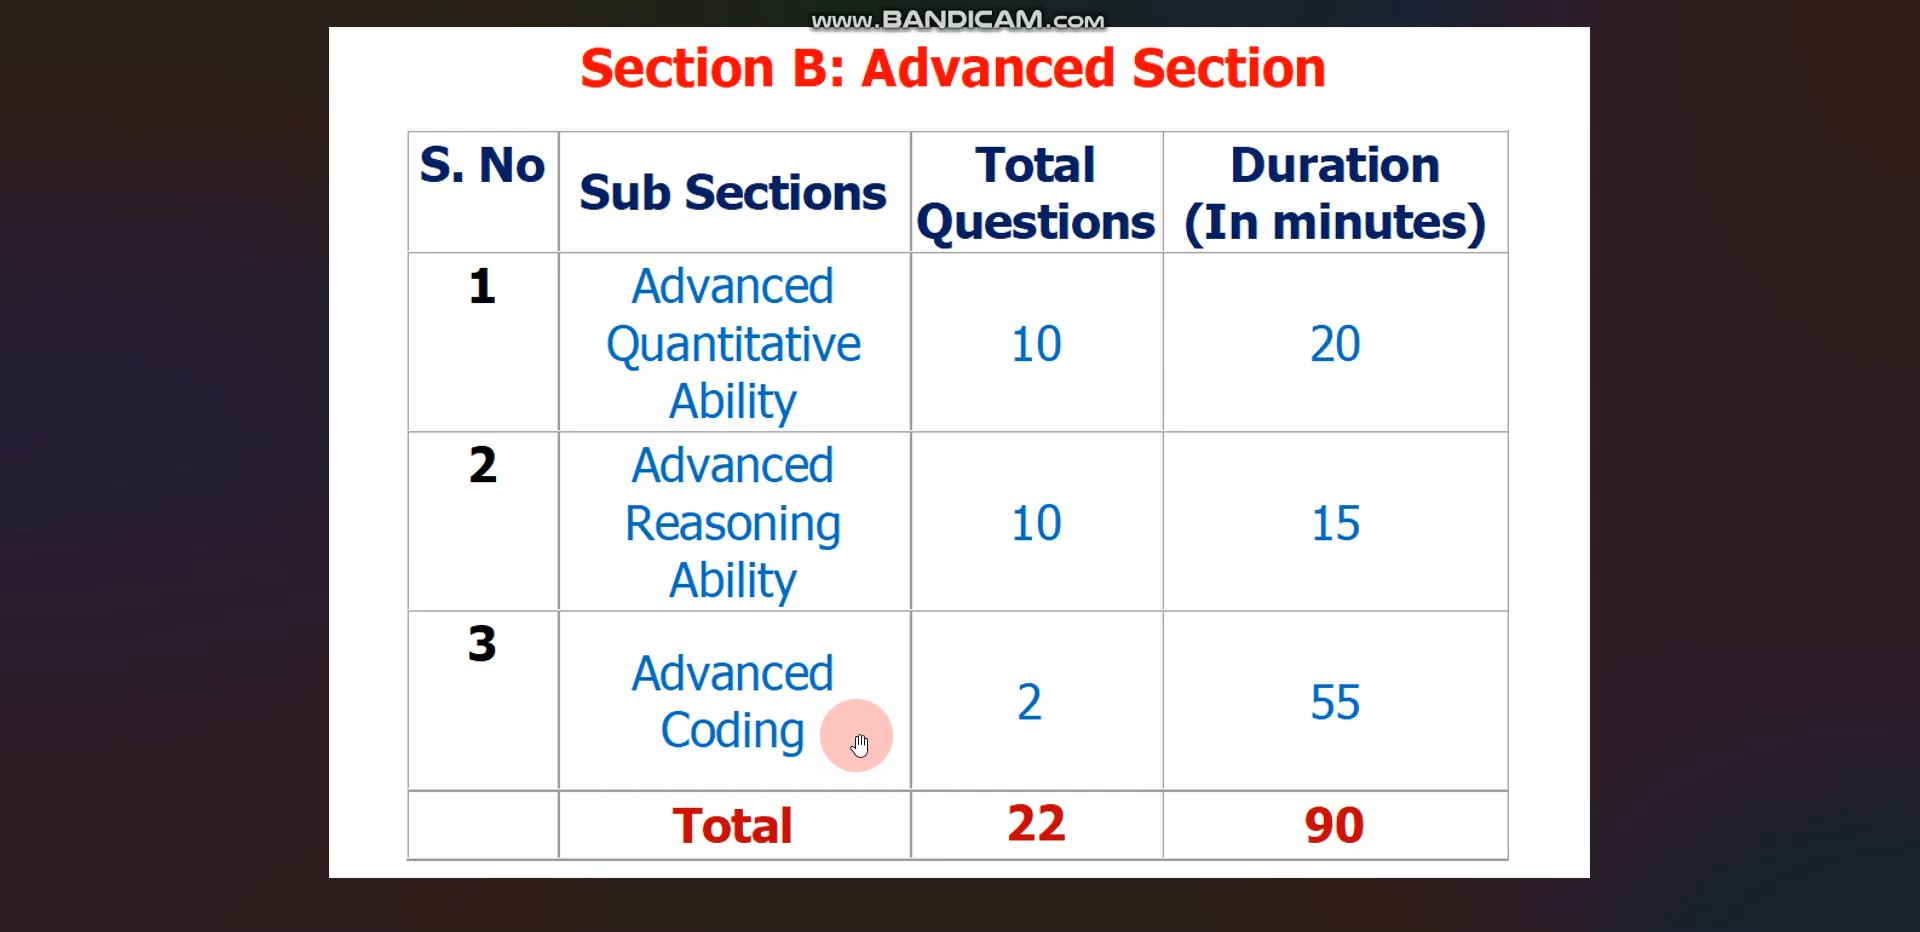 www.BANDICAM.com
Section B: Advanced Section
S. No
Sub Sections
Total
Questions
Duration
(In minutes)
1
Advanced
Quantitative
Ability
10
20
2
Advanced
Reasoning
Ability
10
15
3
Advanced
Coding
2
55
Total
22
90